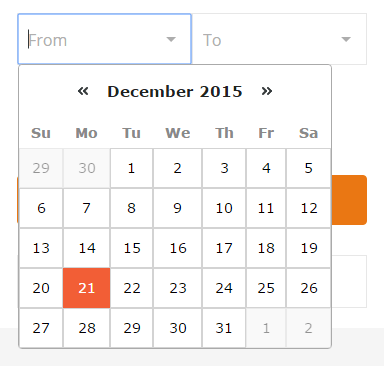 From To
« December 2015 »
Su Mo Tu We Th Fr Sa
29 30 1 2 3 4 5
6 7 8 9 10 11 12
13 14 15 16 17 18 19
20 21 22 23 24 25 26
27 28 29 30 31 1 2